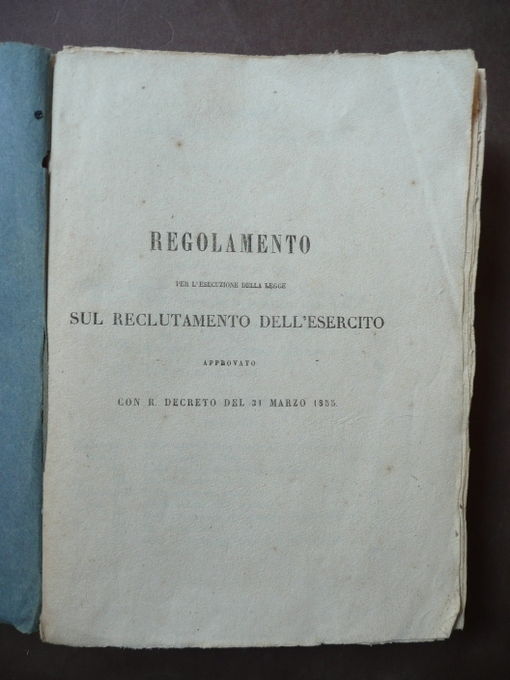 REGOLAMENTO
PER L'ESECUZIONE DELLA LEGGE
SUL RECLUTAMENTO DELL'ESERCITO
APPROVATO
CON R. DECRETO DEL 31 MARZO 1855.